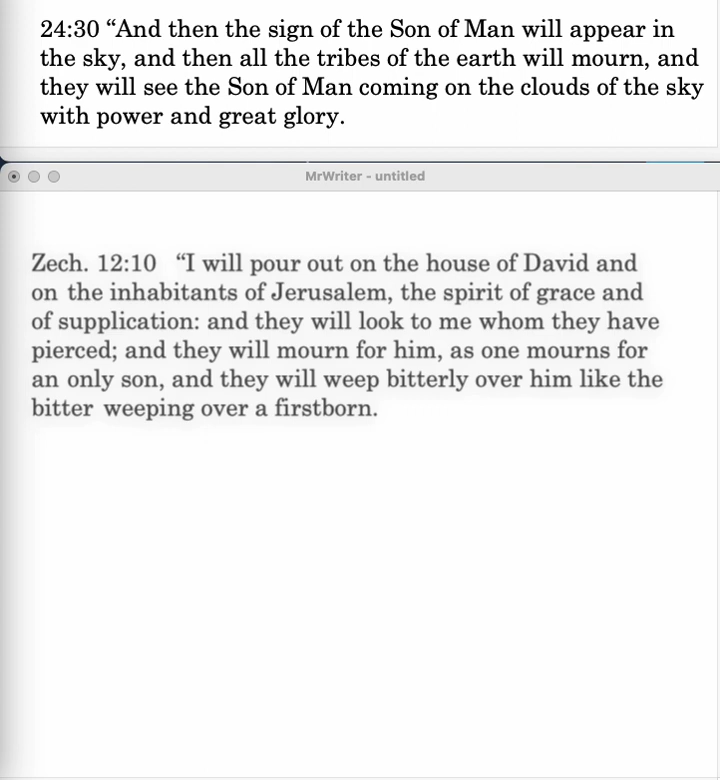 24:30 “And then the sign of the Son of Man will appear in
the sky, and then all the tribes of the earth will mourn, and
they will see the Son of Man coming on the clouds of the sky
with power and great glory.
MrWriter - untitled
Zech. 12:10 “I will pour out on the house of David and
on the inhabitants of Jerusalem, the spirit of grace and
of supplication: and they will look to me whom they have
pierced; and they will mourn for him, as one mourns for
an only son, and they will weep bitterly over him like the
bitter weeping over a firstborn.